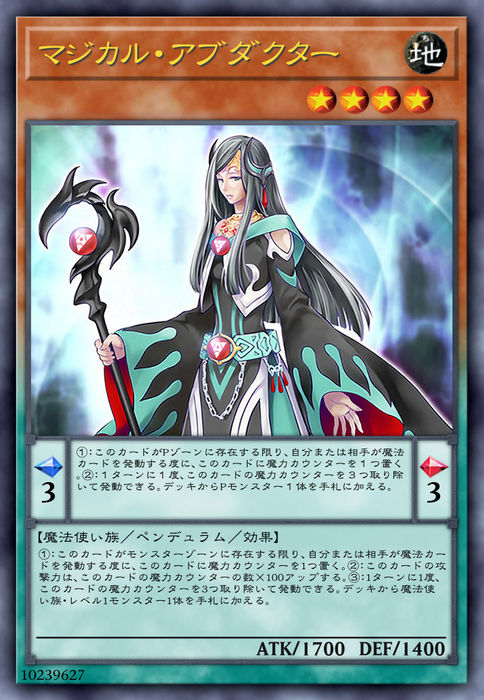 マジカル・アブダクター
ち
地
①:このカードがPゾーンに存在する限り、自分または相手が魔法
カードを発動する度に、このカードに魔力カウンターを1つ置く
。②:1ターンに1度、このカードの魔力カウンターを3つ取り除
いて発動できる。デッキからPモンスター1体を手札に加える。
3
3
【魔法使い族/ペンデュラム/効果】
①:このカードがモンスターゾーンに存在する限り、自分または相手が魔法カー
ドを発動する度に、このカードに魔力カウンターを1つ置く。②:このカードの攻
撃力は、このカードの魔力カウンターの数×100アップする。③:1ターンに1度、
このカードの魔力カウンターを3つ取り除いて発動できる。デッキから魔法使
い族・レベル1モンスター1体を手札に加える。
ATK/1700 DEF/1400
10239627